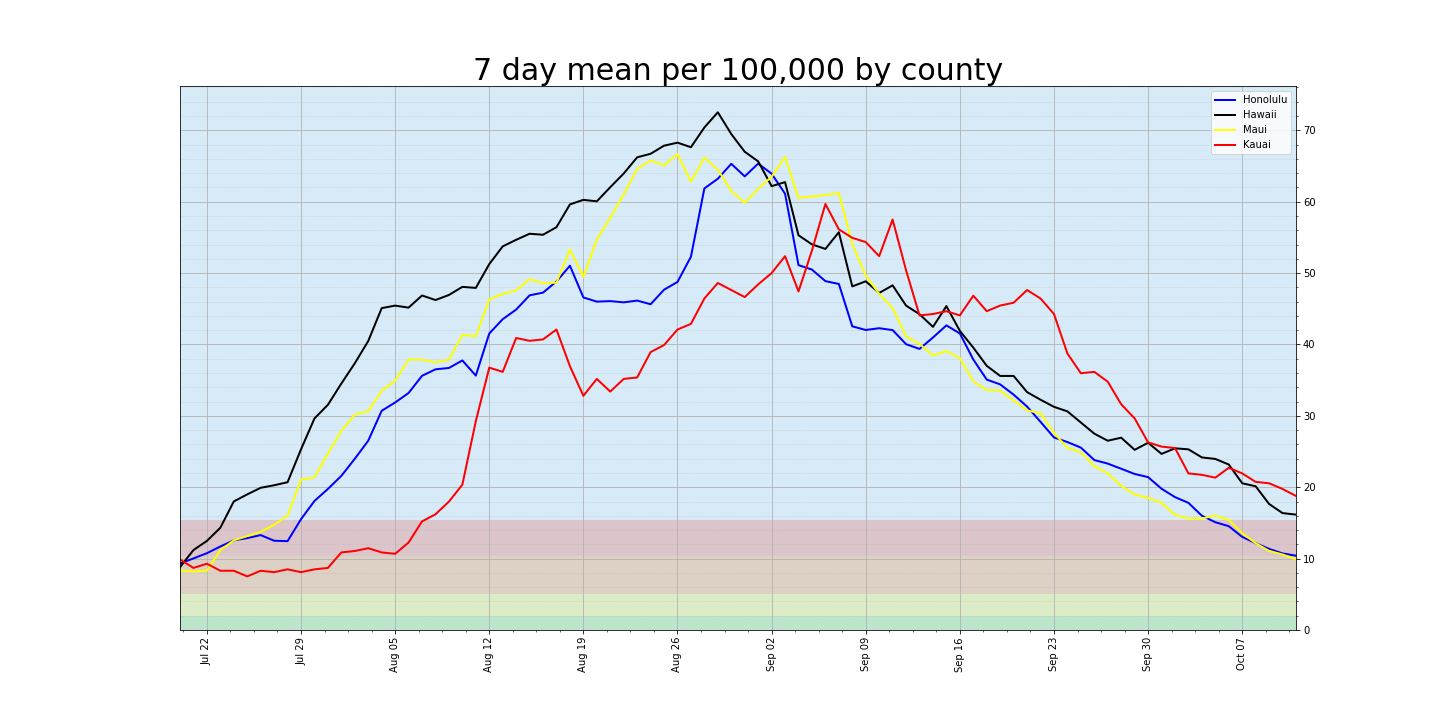 7 day mean per 100,000 by county
Honolulu
Hawaii
Maui
Kauai
70
60
50
40
30
20
10
0
Jul 22
Jul 29
Aug 05
Aug 12
Aug 19
Aug 26
Sep 02
Sep 09
Sep 16
Sep 23
Sep 30
Oct 07